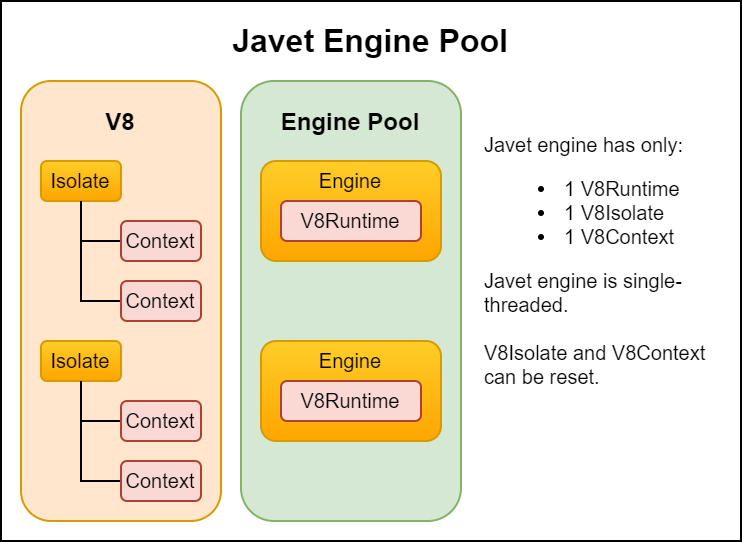 Javet Engine Pool
V8
Isolate
Context
Context
Isolate
Context
Context
Engine Pool
Engine
V8Runtime
Engine
V8Runtime
Javet engine has only:
• 1 V8Runtime
• 1 V8Isolate
• 1 V8Context
Javet engine is single-
threaded.
V8Isolate and V8Context
can be reset.